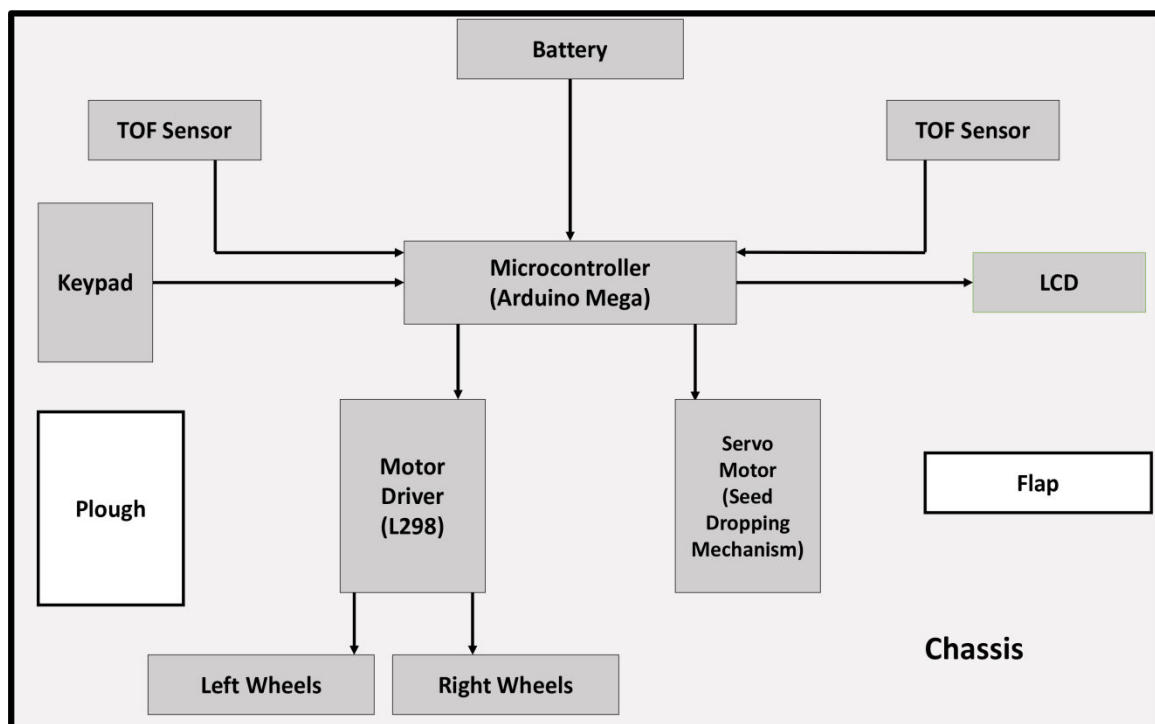 Battery
TOF Sensor
TOF Sensor
Keypad
Microcontroller
(Arduino Mega)
LCD
Plough
Motor
Driver
(L298)
Servo
Motor
(Seed
Dropping
Mechanism)
Flap
Chassis
Left Wheels
Right Wheels